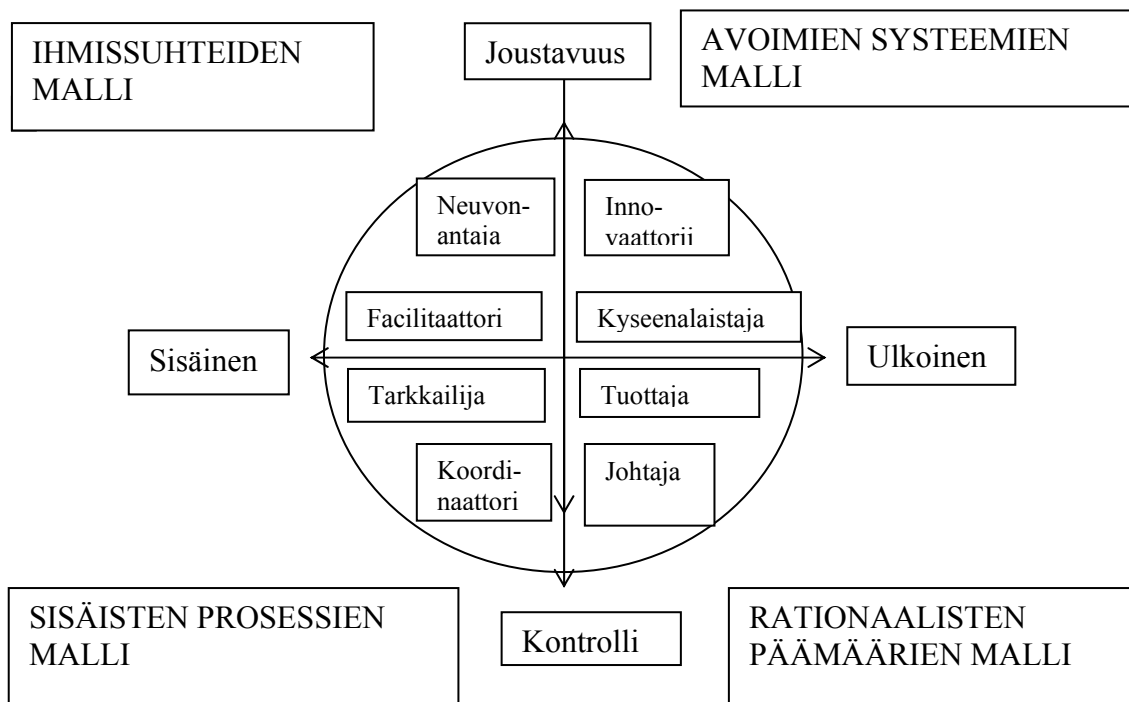 IHMISSUHTEIDEN
MALLI
Joustavuus
AVOIMIEN SYSTEEMIEN
MALLI
Neuvon-
antaja
Inno-
vaattorii
Facilitaattori
Kyseenalaistaja
Sisäinen
Ulkoinen
Tarkkailija
Tuottaja
Koordi-
naattori
Johtaja
SISÄISTEN PROSESSIEN
MALLI
Kontrolli
RATIONAALISTEN
PÄÄMÄÄRIEN MALLI